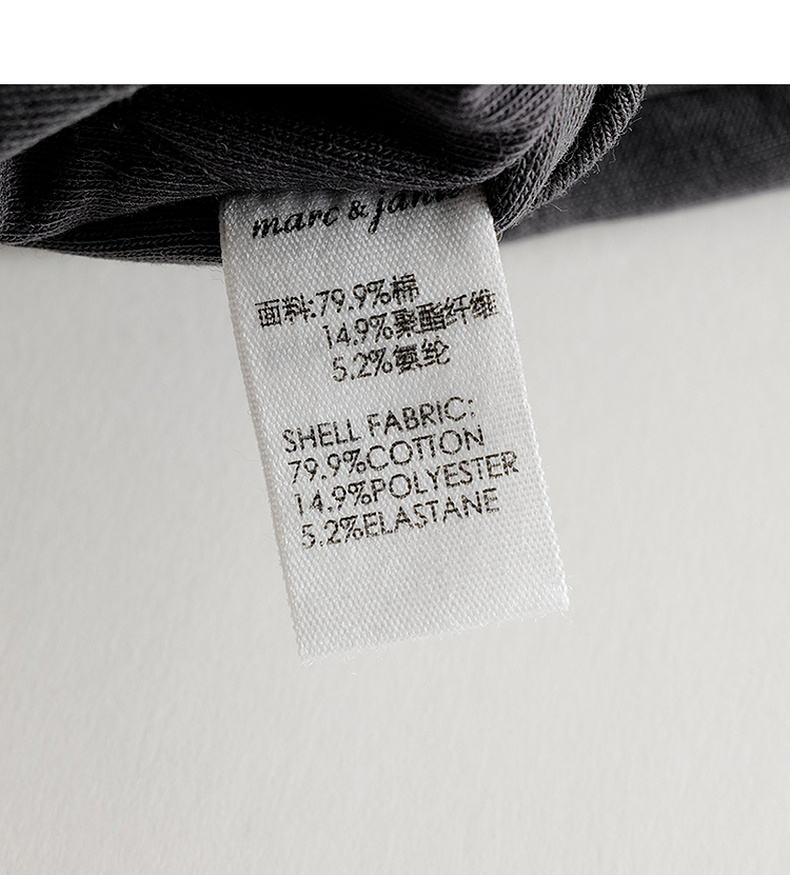 marc &
面料:79.9%棉
14.9%聚酯纤维
5.2%氨纶
SHELL FABRIC:
79.9%COTTON
14.9%POLYESTER
5.2%ELASTANE